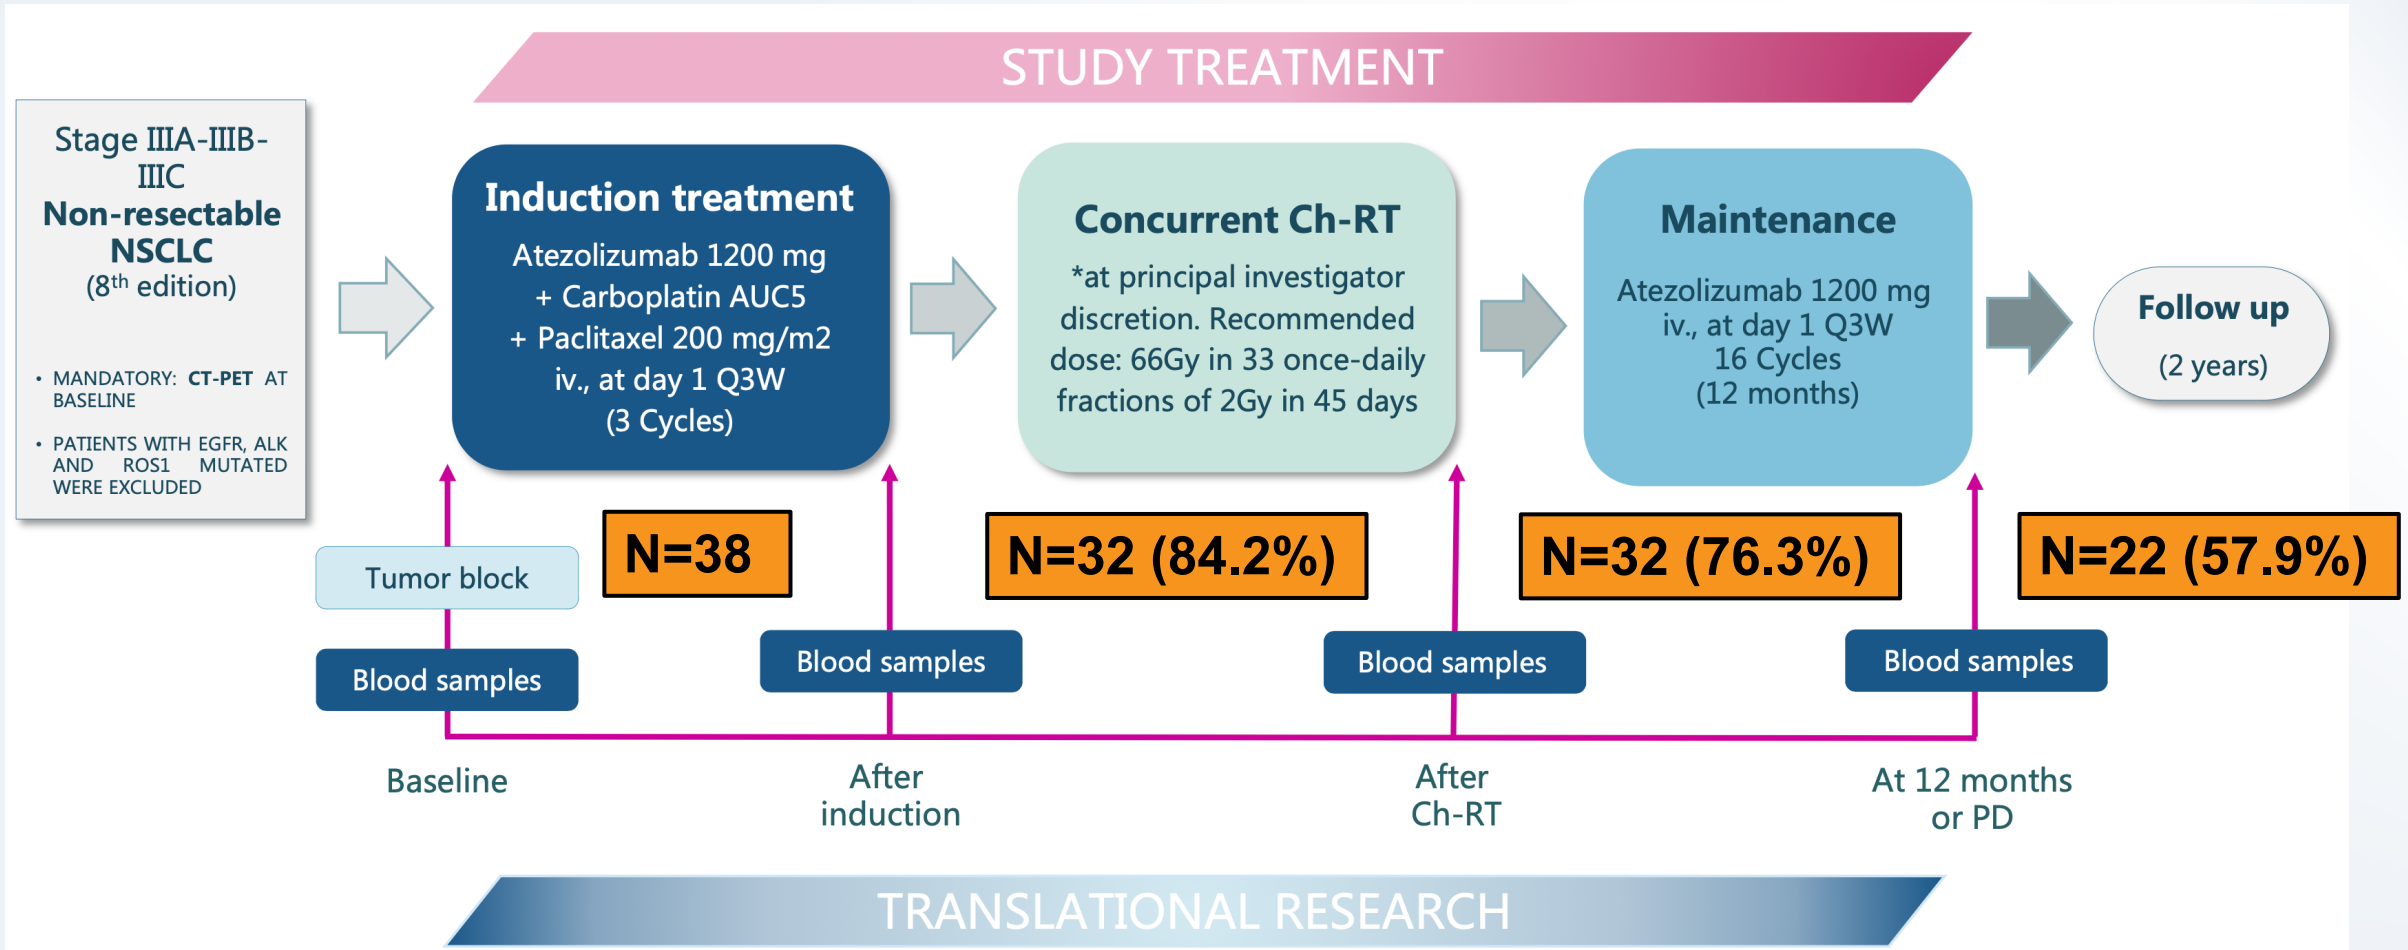 STUDY TREATMENT
Stage IIIA-IIIB-
IIIC
Non-resectable
NSCLC
(8th edition)
• MANDATORY: CT-PET AT
BASELINE
• PATIENTS WITH EGFR, ALK
AND ROS1 MUTATED
WERE EXCLUDED
Induction treatment
Atezolizumab 1200 mg
+ Carboplatin AUC5
+ Paclitaxel 200 mg/m2
iv., at day 1 Q3W
(3 Cycles)
Concurrent Ch-RT
*at principal investigator
discretion. Recommended
dose: 66Gy in 33 once-daily
fractions of 2Gy in 45 days
Maintenance
Atezolizumab 1200 mg
iv., at day 1 Q3W
16 Cycles
(12 months)
Follow up
(2 years)
N=38
N=32 (84.2%)
N=32 (76.3%)
N=22 (57.9%)
Tumor block
Blood samples
Blood samples
Blood samples
Blood samples
Baseline
After
induction
After
Ch-RT
At 12 months
or PD
TRANSLATIONAL RESEARCH